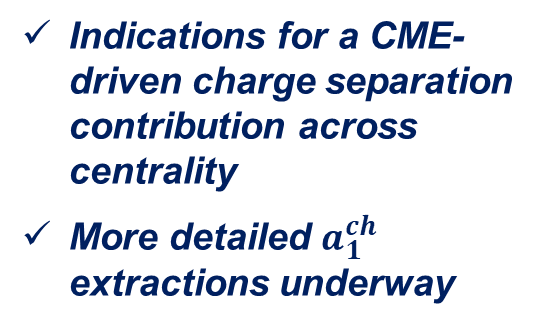 ✓ Indications for a CME-
driven charge separation
contribution across
centrality
✓ More detailed a₁ᶜʰ
extractions underway